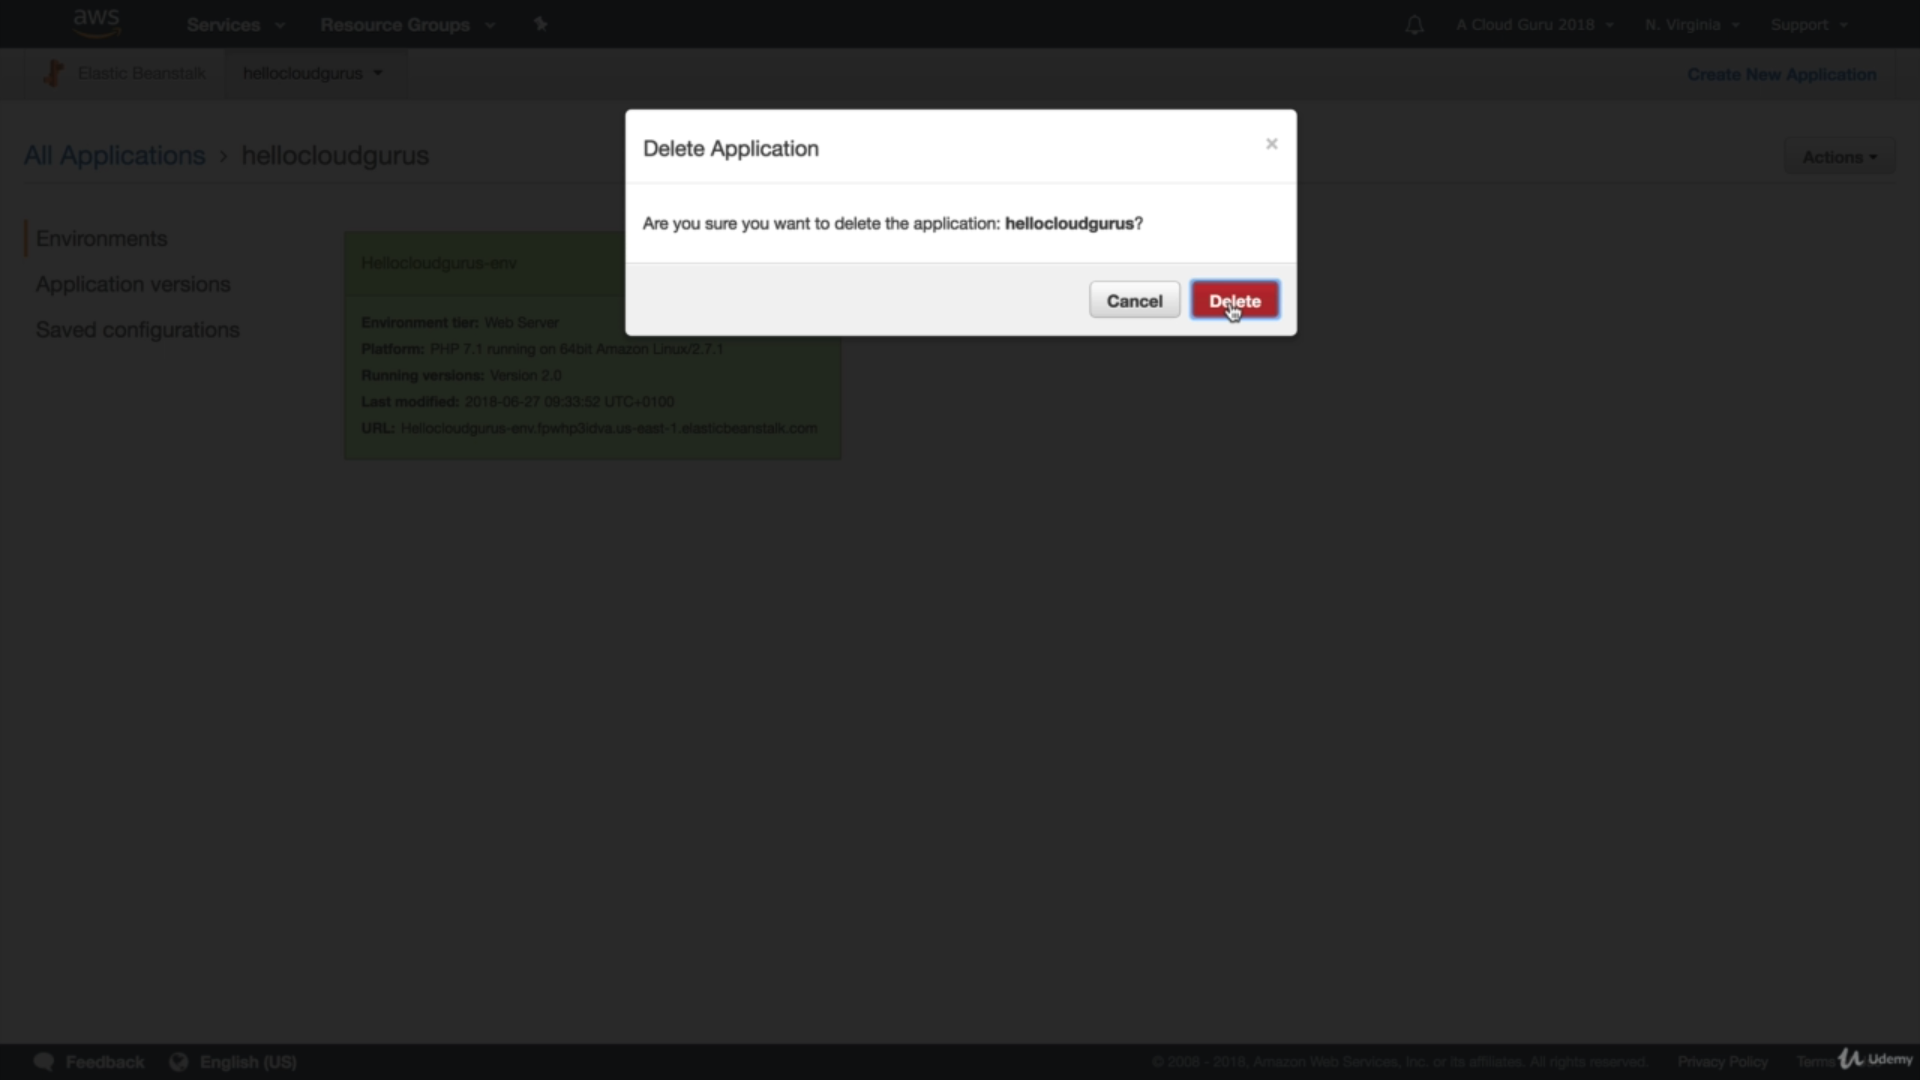 aws
Services
Resource Groups
A Cloud Guru 2018
N. Virginia
Support
Elastic Beanstalk
hellocloudgurus
Create New Application
All Applications › hellocloudgurus
Actions
Delete Application
×
Are you sure you want to delete the application: hellocloudgurus?
Cancel
Delete
Environments
Application versions
Saved configurations
Hellocloudgurus-env
Environment tier: Web Server
Platform: PHP 7.1 running on 64bit Amazon Linux/2.7.1
Running versions: Version 2.0
Last modified: 2018-06-27 09:33:52 UTC+0100
URL: Hellocloudgurus-env.fpwhp3idva.us-east-1.elasticbeanstalk.com
Feedback
English (US)
© 2008 - 2018, Amazon Web Services, Inc. or its affiliates. All rights reserved.
Privacy Policy
Terms
Udemy